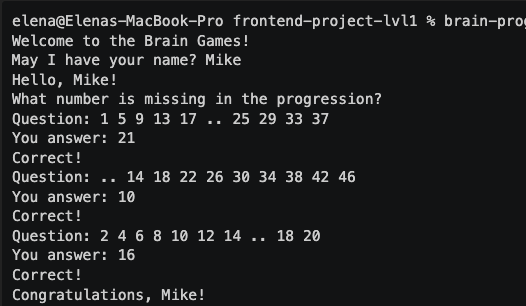 elena@Elenas-MacBook-Pro frontend-project-lvl1 % brain-prog
Welcome to the Brain Games!
May I have your name? Mike
Hello, Mike!
What number is missing in the progression?
Question: 1 5 9 13 17 .. 25 29 33 37
You answer: 21
Correct!
Question: .. 14 18 22 26 30 34 38 42 46
You answer: 10
Correct!
Question: 2 4 6 8 10 12 14 .. 18 20
You answer: 16
Correct!
Congratulations, Mike!